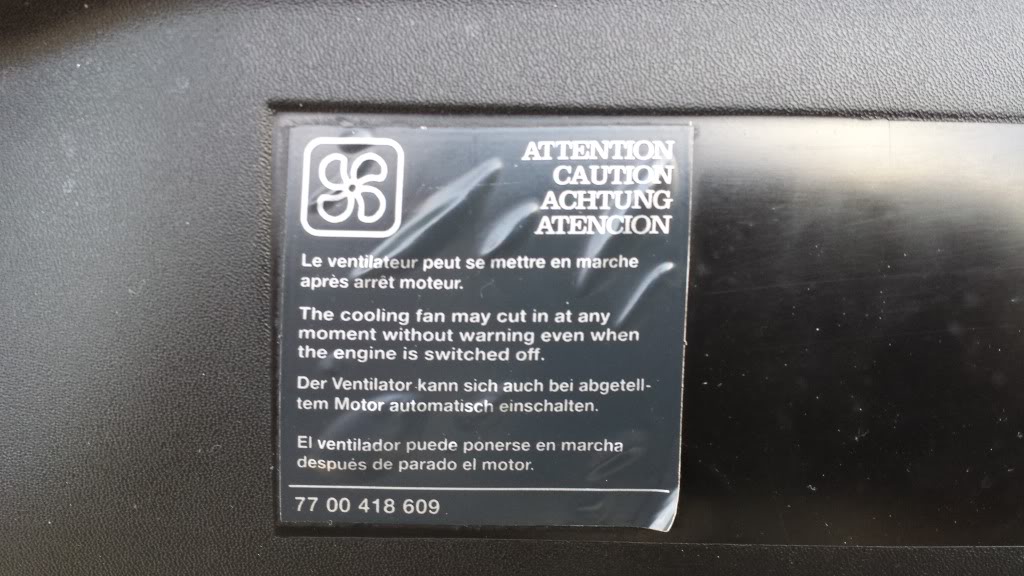 ATTENTION
CAUTION
ACHTUNG
ATENCION
Le ventilateur peut se mettre en marche
après arrêt moteur.
The cooling fan may cut in at any
moment without warning even when
the engine is switched off.
Der Ventilator kann sich auch bei abgetell-
tem Motor automatisch einschalten.
El ventilador puede ponerse en marcha
después de parado el motor.
77 00 418 609